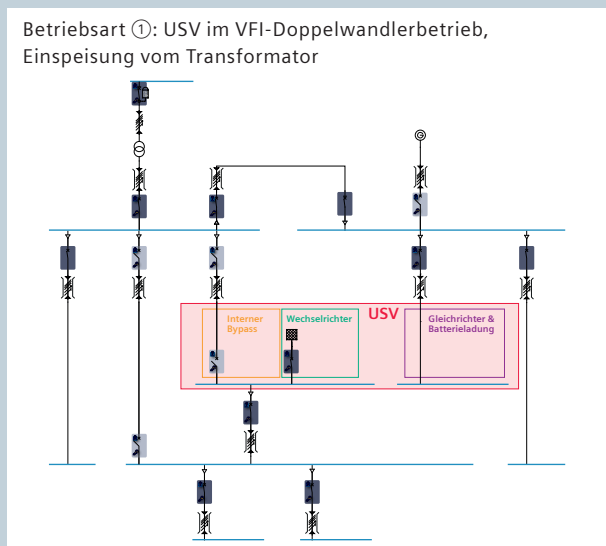 Betriebsart ①: USV im VFI-Doppelwandlerbetrieb,
Einspeisung vom Transformator
G
USV
Interner
Bypass
Wechselrichter
Gleichrichter &
Batterieladung